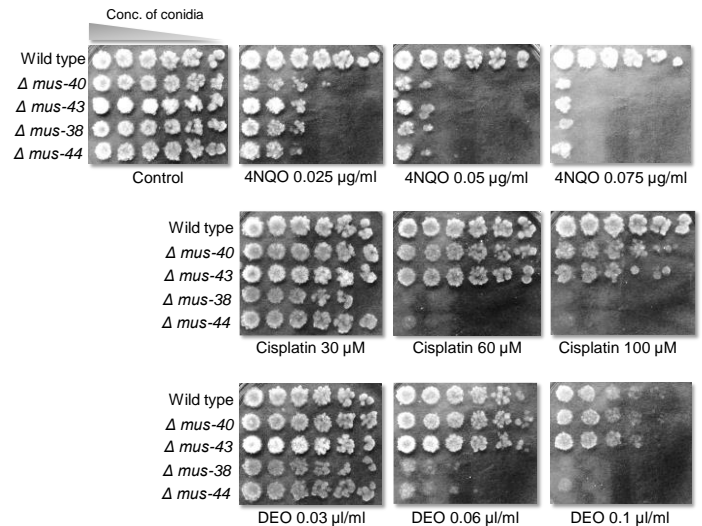 Conc. of conidia
Wild type
Δ mus-40
Δ mus-43
Δ mus-38
Δ mus-44
Control
4NQO 0.025 µg/ml
4NQO 0.05 µg/ml
4NQO 0.075 µg/ml
Wild type
Δ mus-40
Δ mus-43
Δ mus-38
Δ mus-44
Cisplatin 30 µM
Cisplatin 60 µM
Cisplatin 100 µM
Wild type
Δ mus-40
Δ mus-43
Δ mus-38
Δ mus-44
DEO 0.03 µl/ml
DEO 0.06 µl/ml
DEO 0.1 µl/ml